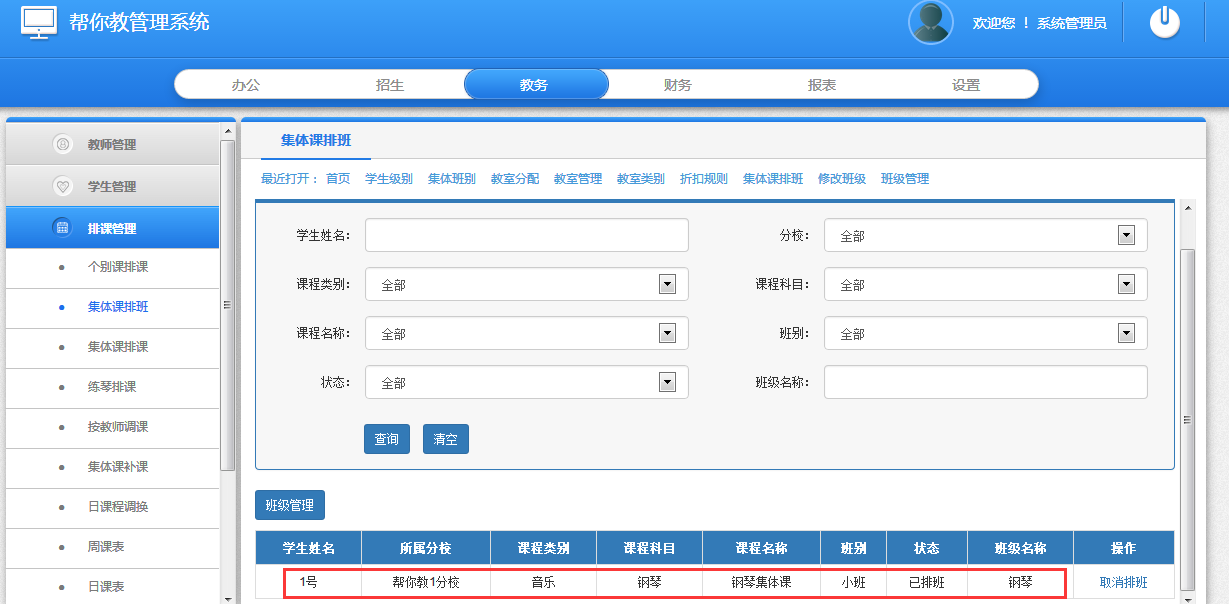 帮你教管理系统
欢迎您 ! 系统管理员
办公 招生 教务 财务 报表 设置
教师管理
学生管理
排课管理
个别课排课
集体课排班
集体课排课
练琴排课
按教师调课
集体课补课
日课程调换
周课表
日课表
集体课排班
最近打开： 首页 学生级别 集体班别 教室分配 教室管理 教室类别 折扣规则 集体课排班 修改班级 班级管理
学生姓名： 分校： 全部
课程类别： 全部 课程科目： 全部
课程名称： 全部 班别： 全部
状态： 全部 班级名称：
查询 清空
班级管理
学生姓名 所属分校 课程类别 课程科目 课程名称 班别 状态 班级名称 操作
1号 帮你教1分校 音乐 钢琴 钢琴集体课 小班 已排班 钢琴 取消排班